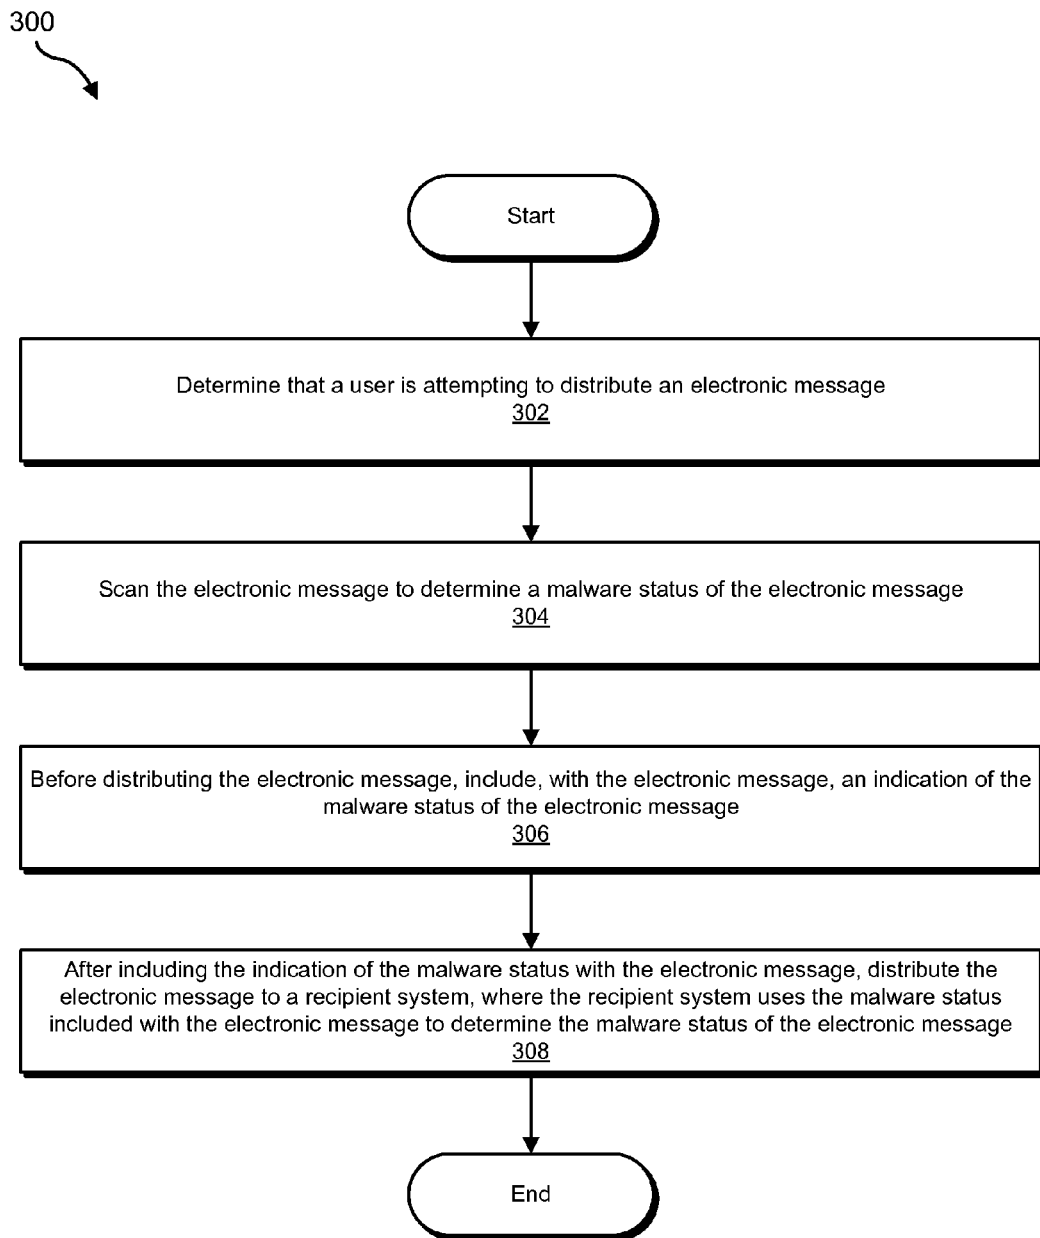 300
Start
Determine that a user is attempting to distribute an electronic message
302
Scan the electronic message to determine a malware status of the electronic message
304
Before distributing the electronic message, include, with the electronic message, an indication of the
malware status of the electronic message
306
After including the indication of the malware status with the electronic message, distribute the
electronic message to a recipient system, where the recipient system uses the malware status
included with the electronic message to determine the malware status of the electronic message
308
End